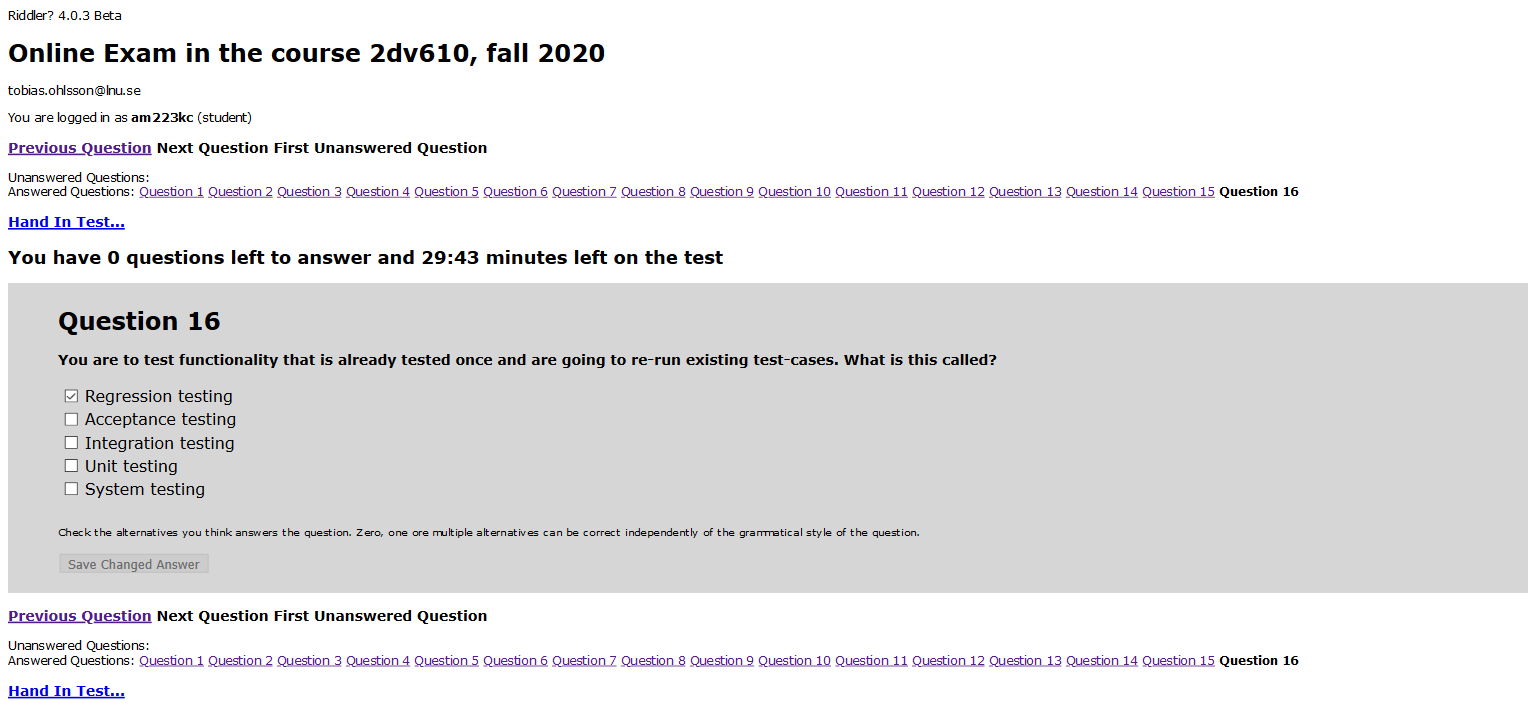 Riddler? 4.0.3 Beta
Online Exam in the course 2dv610, fall 2020
tobias.ohlsson@lnu.se
You are logged in as am223kc (student)
Previous Question Next Question First Unanswered Question
Unanswered Questions:
Answered Questions: Question 1 Question 2 Question 3 Question 4 Question 5 Question 6 Question 7 Question 8 Question 9 Question 10 Question 11 Question 12 Question 13 Question 14 Question 15 Question 16
Hand In Test...
You have 0 questions left to answer and 29:43 minutes left on the test
Question 16
You are to test functionality that is already tested once and are going to re-run existing test-cases. What is this called?
Regression testing
Acceptance testing
Integration testing
Unit testing
System testing
Check the alternatives you think answers the question. Zero, one ore multiple alternatives can be correct independently of the grammatical style of the question.
Save Changed Answer
Previous Question Next Question First Unanswered Question
Unanswered Questions:
Answered Questions: Question 1 Question 2 Question 3 Question 4 Question 5 Question 6 Question 7 Question 8 Question 9 Question 10 Question 11 Question 12 Question 13 Question 14 Question 15 Question 16
Hand In Test...